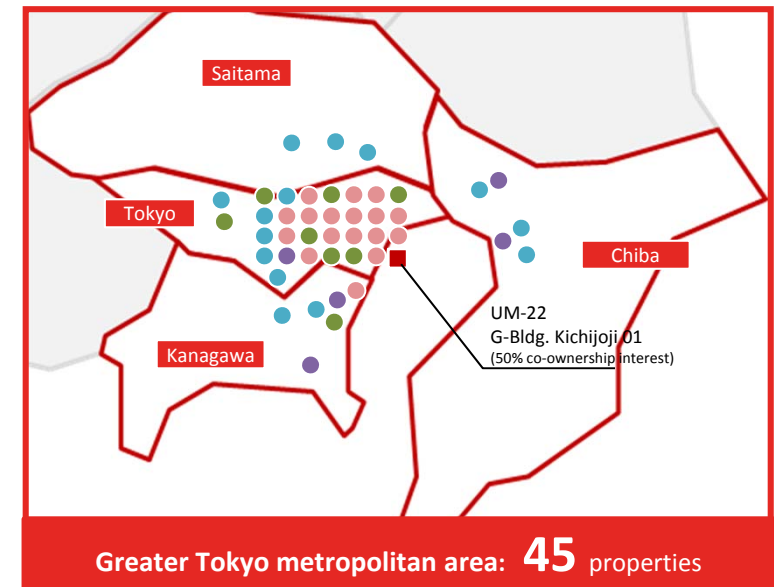 Saitama
Tokyo
Chiba
UM-22
G-Bldg. Kichijoji 01
(50% co-ownership interest)
Kanagawa
Greater Tokyo metropolitan area: 45 properties